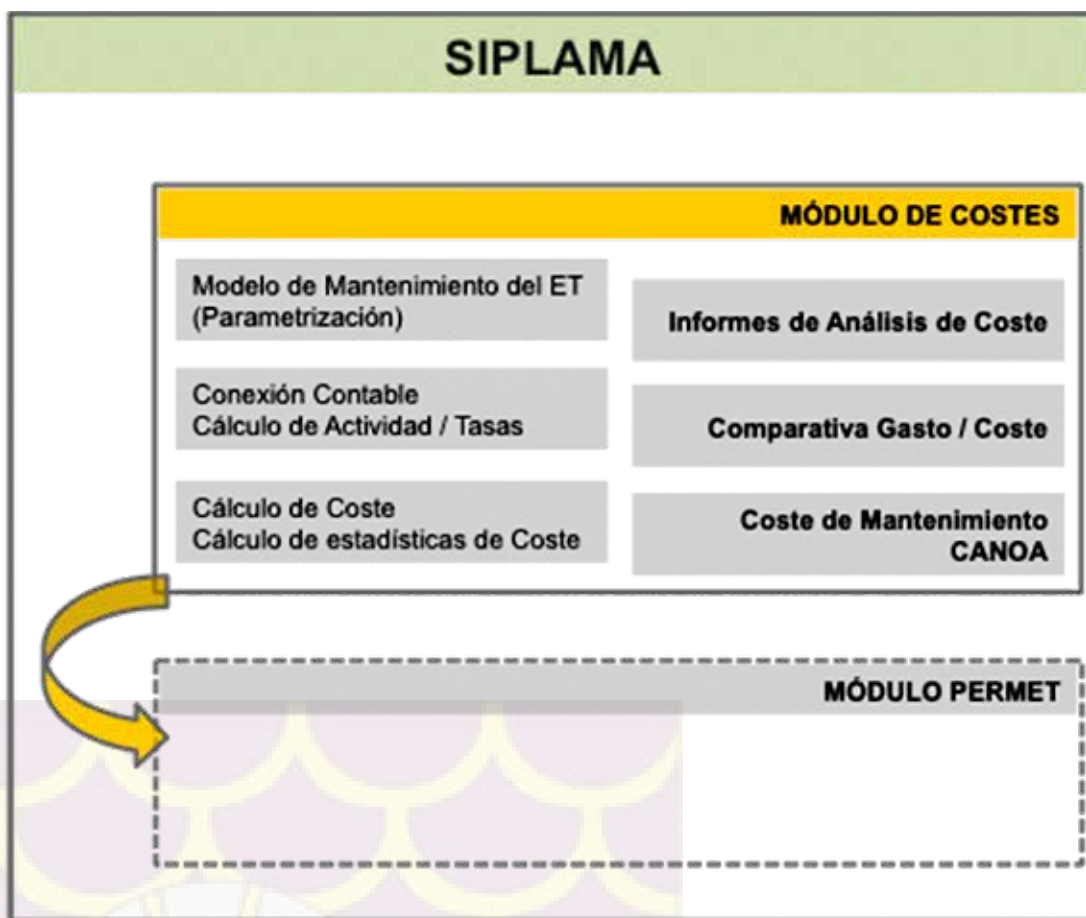 SIPLAMA
MÓDULO DE COSTES
Modelo de Mantenimiento del ET
(Parametrización)
Conexión Contable
Cálculo de Actividad / Tasas
Cálculo de Coste
Cálculo de estadísticas de Coste
Informes de Análisis de Coste
Comparativa Gasto / Coste
Coste de Mantenimiento
CANOA
MÓDULO PERMET